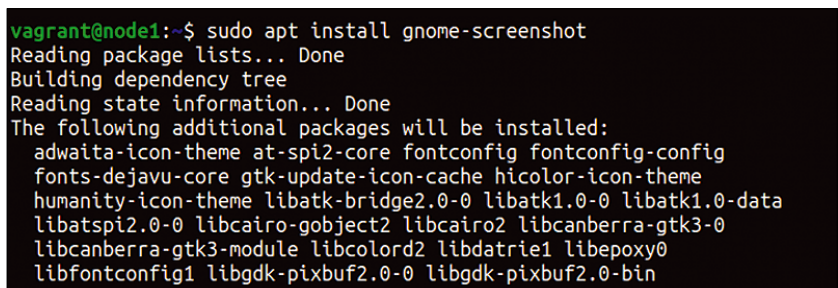 vagrant@node1:~$ sudo apt install gnome-screenshot
Reading package lists... Done
Building dependency tree
Reading state information... Done
The following additional packages will be installed:
adwaita-icon-theme at-spi2-core fontconfig fontconfig-config
fonts-dejavu-core gtk-update-icon-cache hicolor-icon-theme
humanity-icon-theme libatk-bridge2.0-0 libatk1.0-0 libatk1.0-data
libatspi2.0-0 libcairo-gobject2 libcairo2 libcanberra-gtk3-0
libcanberra-gtk3-module libcolord2 libdatrie1 libepoxy0
libfontconfig1 libgdk-pixbuf2.0-0 libgdk-pixbuf2.0-bin